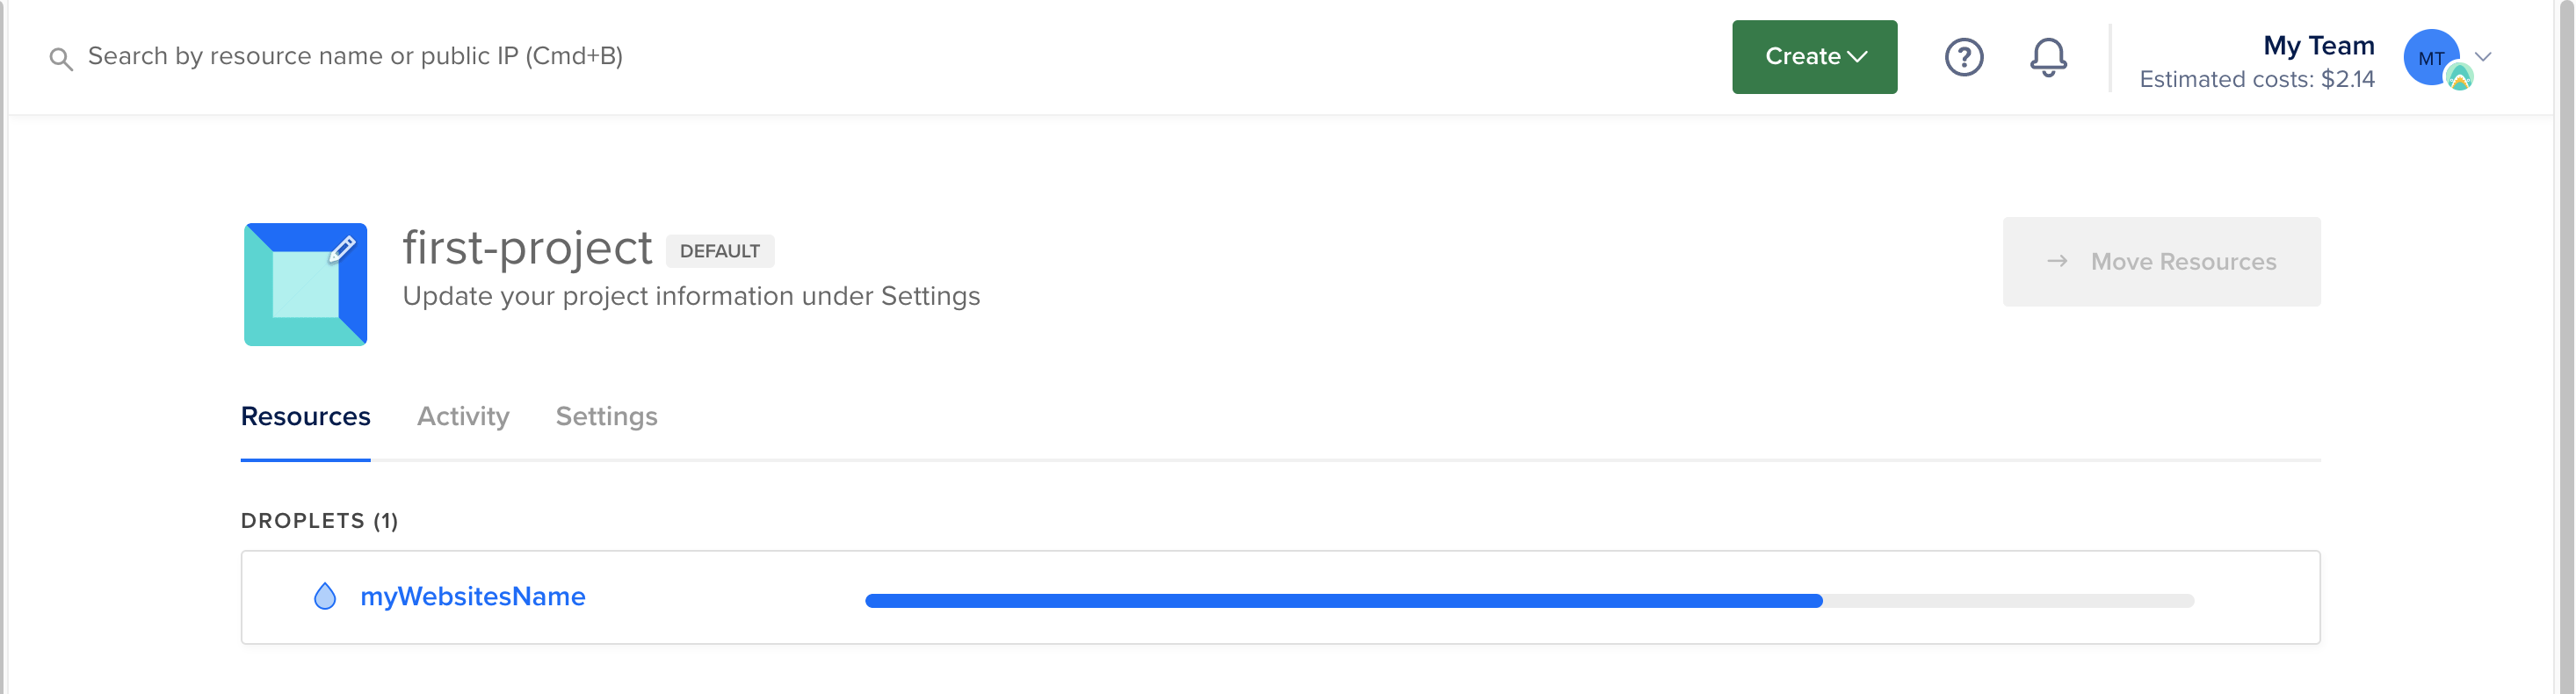 Search by resource name or public IP (Cmd+B)
Create
My Team
Estimated costs: $2.14
MT
first-project DEFAULT
Update your project information under Settings
Move Resources
Resources Activity Settings
DROPLETS (1)
myWebsitesName